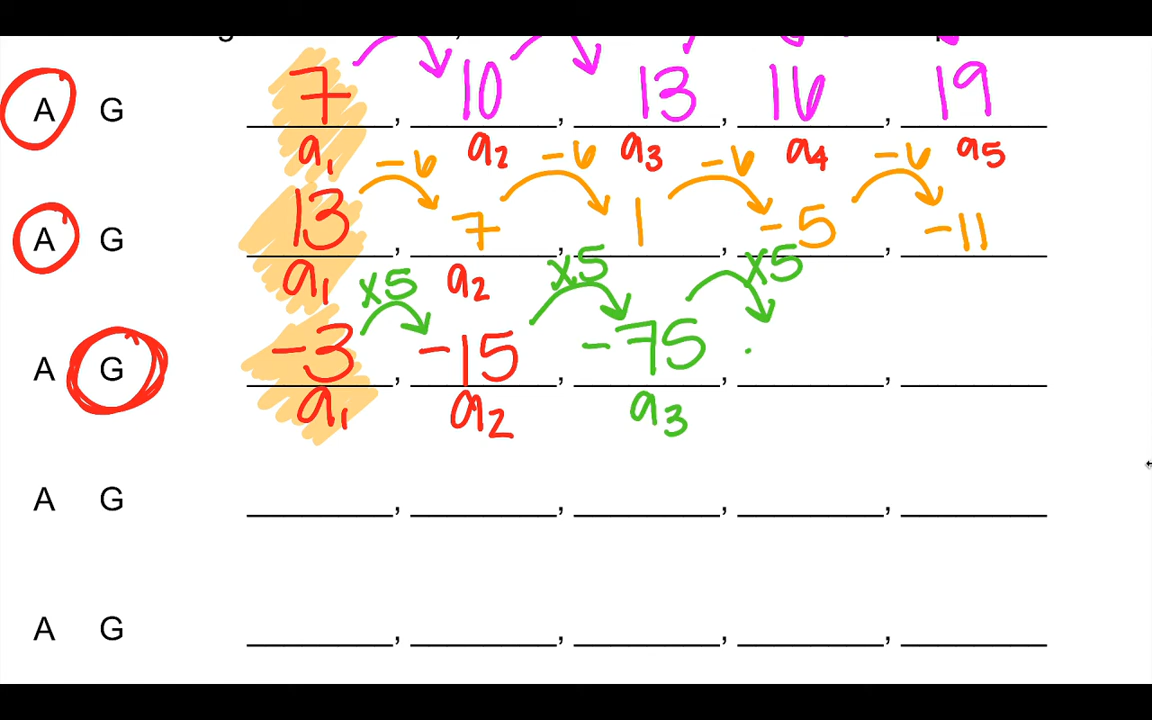 A G 7, 10, 13, 16, 19
a1 a2 a3 a4 a5
-6 -6 -6 -6
A G 13, 7, 1, -5, -11
a1 a2
x5 x5 x5
A G -3, -15, -75, ,
a1 a2 a3
A G , , , ,
A G , , , ,